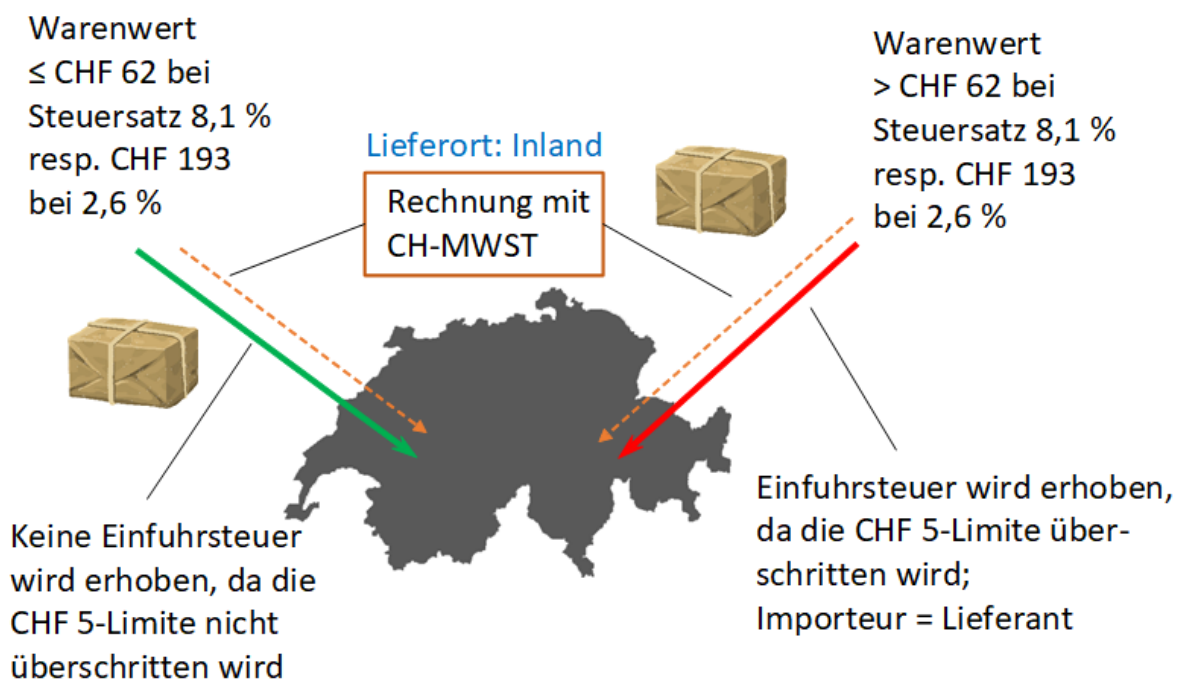 Warenwert
≤ CHF 62 bei
Steuersatz 8,1 %
resp. CHF 193
bei 2,6 %
Lieferort: Inland
Rechnung mit
CH-MWST
Warenwert
> CHF 62 bei
Steuersatz 8,1 %
resp. CHF 193
bei 2,6 %
Keine Einfuhrsteuer
wird erhoben, da die
CHF 5-Limite nicht
überschritten wird
Einfuhrsteuer wird erhoben,
da die CHF 5-Limite über-
schritten wird;
Importeur = Lieferant